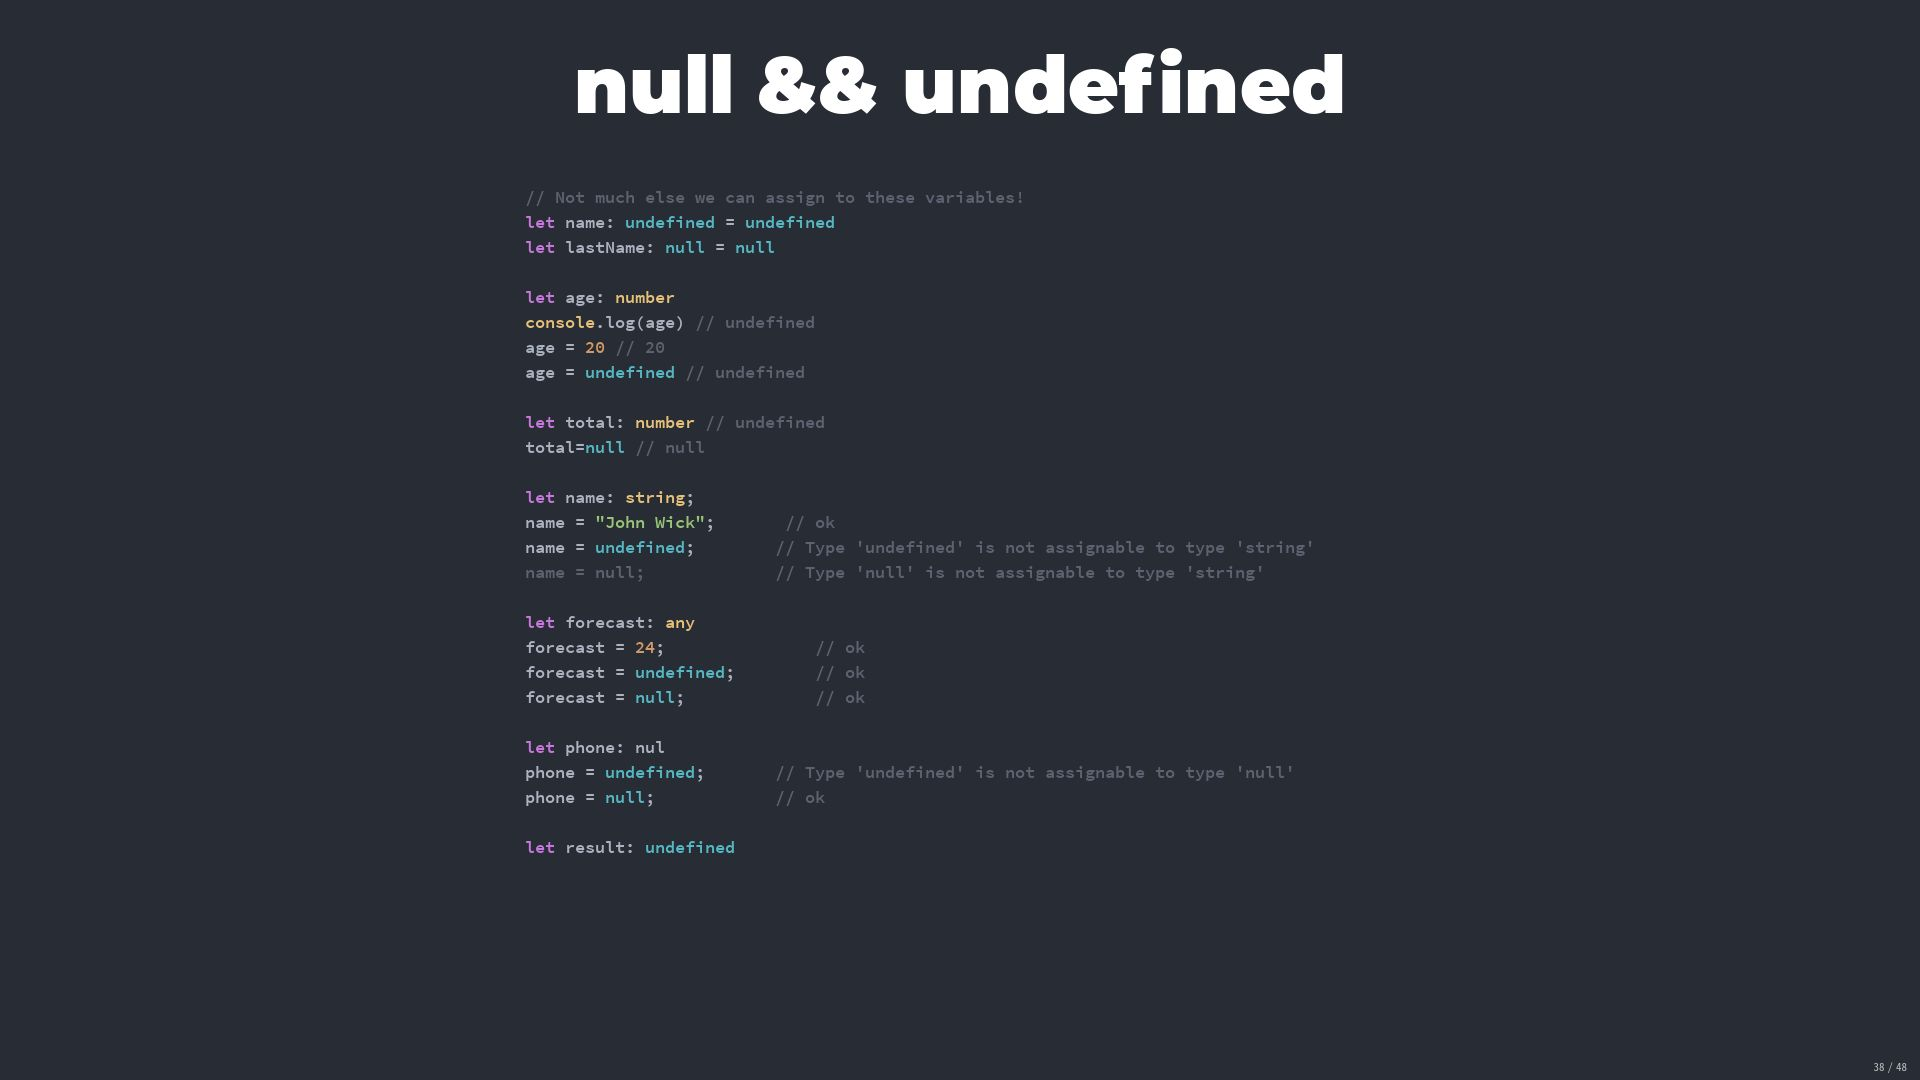 null && undefined
// Not much else we can assign to these variables!
let name: undefined = undefined
let lastName: null = null
let age: number
console.log(age) // undefined
age = 20 // 20
age = undefined // undefined
let total: number // undefined
total=null // null
let name: string;
name = "John Wick";       // ok
name = undefined;        // Type 'undefined' is not assignable to type 'string'
name = null;             // Type 'null' is not assignable to type 'string'
let forecast: any
forecast = 24;               // ok
forecast = undefined;        // ok
forecast = null;             // ok
let phone: nul
phone = undefined;       // Type 'undefined' is not assignable to type 'null'
phone = null;            // ok
let result: undefined
38 / 48